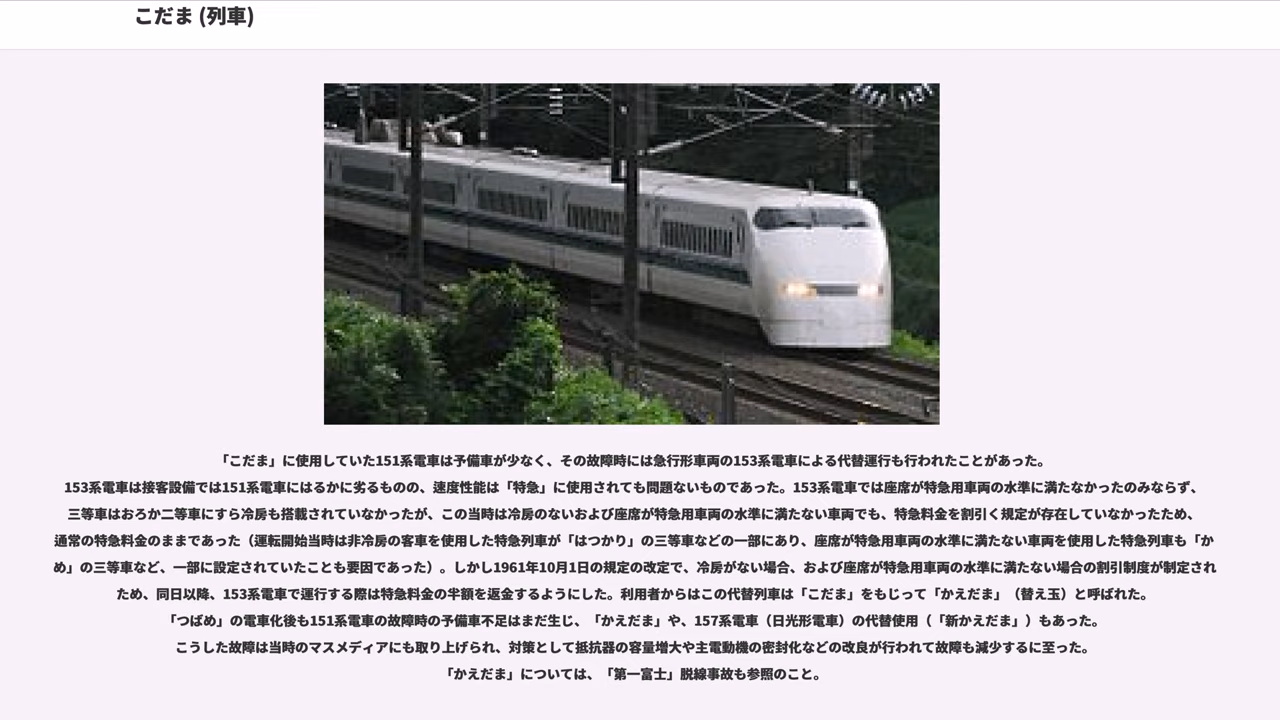 こだま (列車)
「こだま」に使用していた151系電車は予備車が少なく、その故障時には急行形車両の153系電車による代替運行も行われたことがあった。
153系電車は接客設備では151系電車にはるかに劣るものの、速度性能は「特急」に使用されても問題ないものであった。153系電車では座席が特急用車両の水準に満たなかったのみならず、
三等車はおろか二等車にすら冷房も搭載されていなかったが、この当時は冷房のないおよび座席が特急用車両の水準に満たない車両でも、特急料金を割引く規定が存在していなかったため、
通常の特急料金のままであった（運転開始当時は非冷房の客車を使用した特急列車が「はつかり」の三等車などの一部にあり、座席が特急用車両の水準に満たない車両を使用した特急列車も「か
め」の三等車など、一部に設定されていたことも要因であった）。しかし1961年10月1日の規定の改定で、冷房がない場合、および座席が特急用車両の水準に満たない場合の割引制度が制定され
ため、同日以降、153系電車で運行する際は特急料金の半額を返金するようにした。利用者からはこの代替列車は「こだま」をもじって「かえだま」（替え玉）と呼ばれた。
「つばめ」の電車化後も151系電車の故障時の予備車不足はまだ生じ、「かえだま」や、157系電車（日光形電車）の代替使用（「新かえだま」）もあった。
こうした故障は当時のマスメディアにも取り上げられ、対策として抵抗器の容量増大や主電動機の密封化などの改良が行われて故障も減少するに至った。
「かえだま」については、「第一富士」脱線事故も参照のこと。